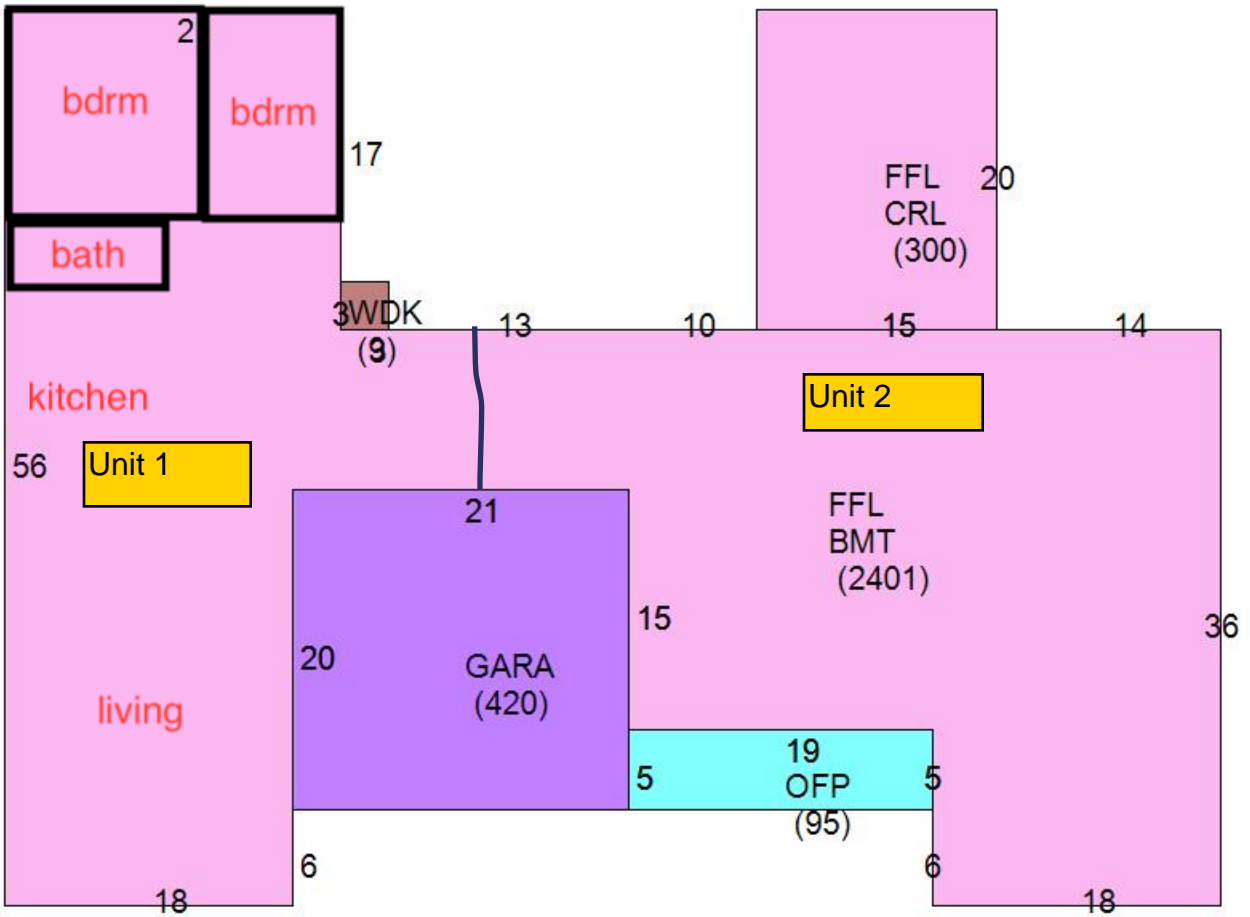 2
bdrm
bdrm
17
bath
FFL 20
CRL
(300)
3WDK 13 10 15 14
(9)
kitchen
Unit 2
56
Unit 1
21
FFL
BMT
(2401)
15
36
20
GARA
(420)
living
19
5 OFP 5
(95)
6 6
18 18